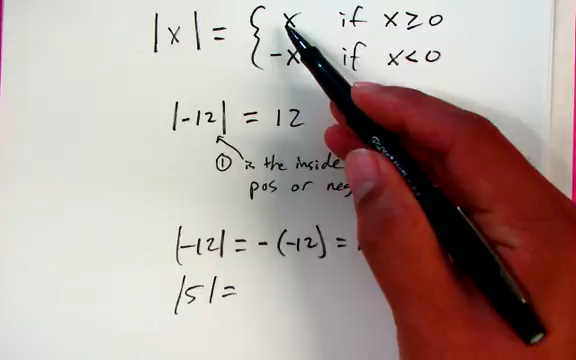 |x| = { x if x ≥ 0
-x if x < 0
|-12| = 12
① is the inside
pos or neg
|-12| = -(-12) =
|5| =